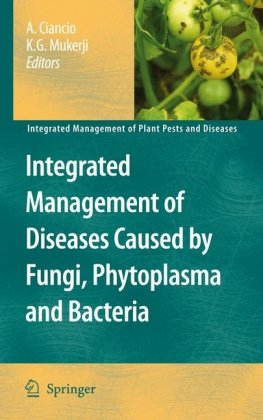 A. Ciancio
K.G. Mukerji
Editors
Integrated Management of Plant Pests and Diseases
Integrated
Management of
Diseases Caused by
Fungi, Phytoplasma
and Bacteria
Springer